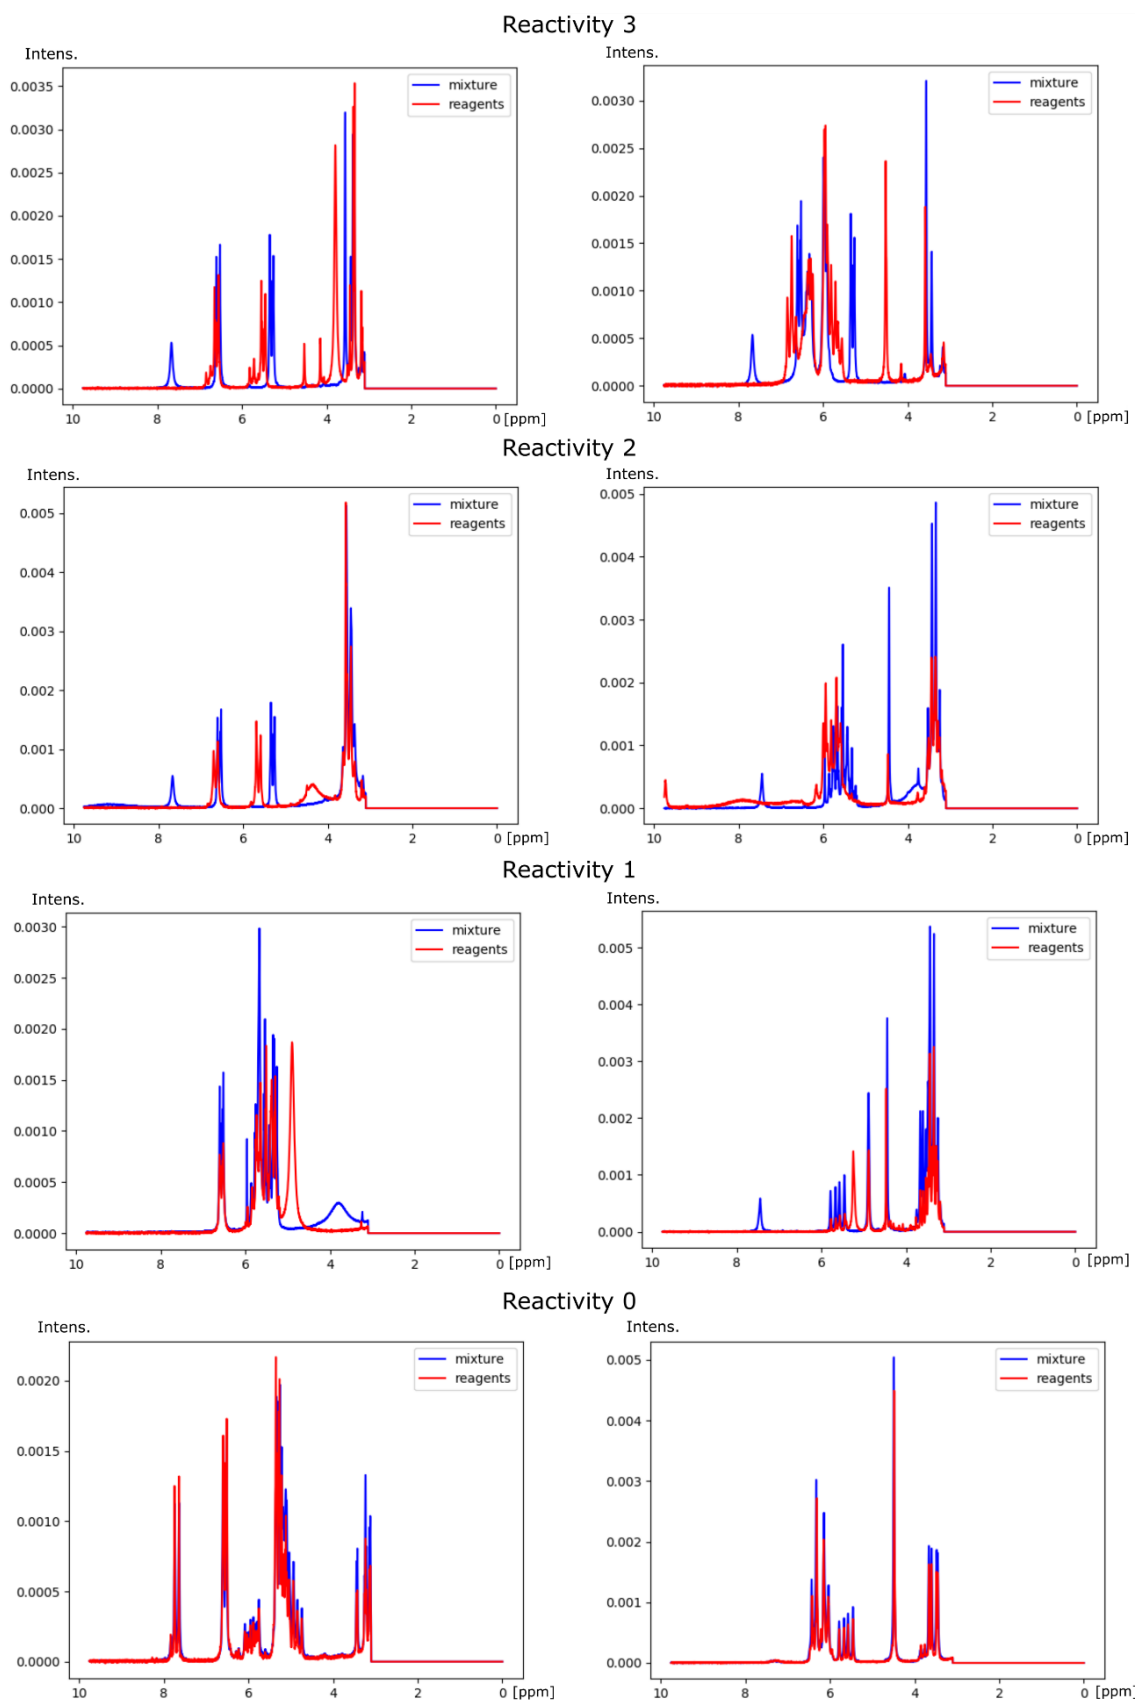 Reactivity 3
Intens. Intens.
mixture mixture
reagents reagents
0.0035
0.0030 0.0030
0.0025 0.0025
0.0020 0.0020
0.0015 0.0015
0.0010 0.0010
0.0005 0.0005
0.0000 0.0000
10 8 6 4 2 0 [ppm] 10 8 6 4 2 0 [ppm]
Reactivity 2
Intens. Intens.
mixture mixture
reagents reagents
0.005 0.005
0.004 0.004
0.003 0.003
0.002 0.002
0.001 0.001
0.000 0.000
10 8 6 4 2 0 [ppm] 10 8 6 4 2 0 [ppm]
Reactivity 1
Intens. Intens.
mixture mixture
reagents reagents
0.0030 0.005
0.0025 0.004
0.0020 0.003
0.0015 0.002
0.0010 0.001
0.0005 0.000
0.0000
10 8 6 4 2 0 [ppm] 10 8 6 4 2 0 [ppm]
Reactivity 0
Intens. Intens.
mixture mixture
reagents reagents
0.0020 0.005
0.0015 0.004
0.0010 0.003
0.0005 0.002
0.0000 0.001
0.000
10 8 6 4 2 0 [ppm] 10 8 6 4 2 0 [ppm]